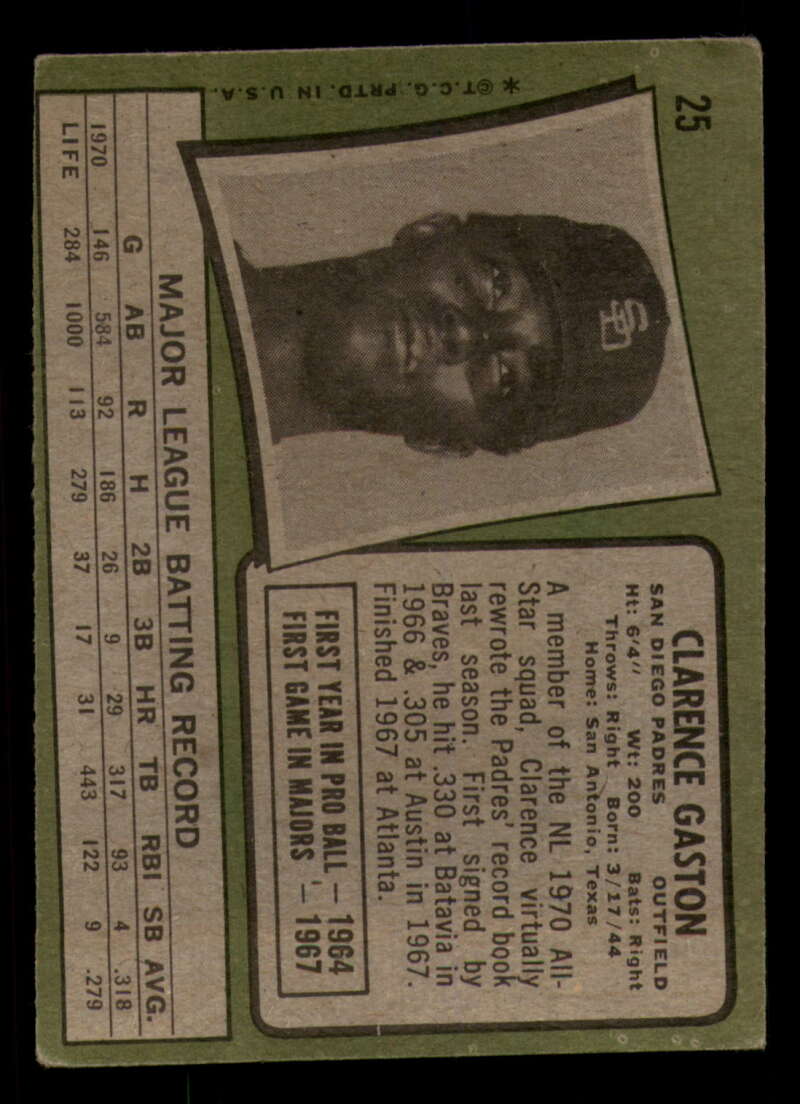 25
*©T.C.G. PRTD. IN U.S.A.
SD
CLARENCE GASTON
SAN DIEGO PADRES OUTFIELD
Ht: 6'4" Wt: 200 Bats: Right
Throws: Right Born: 3/17/44
Home: San Antonio, Texas
A member of the NL 1970 All-
Star squad, Clarence virtually
rewrote the Padres' record book
last season. First signed by
Braves, he hit .330 at Batavia in
1966 & .305 at Austin in 1967.
Finished 1967 at Atlanta.
FIRST YEAR IN PRO BALL — 1964
FIRST GAME IN MAJORS — 1967
MAJOR LEAGUE BATTING RECORD
G AB R H 2B 3B HR TB RBI SB AVG.
1970 146 584 92 186 26 9 29 317 93 4 .318
LIFE 284 1000 113 279 37 17 31 443 122 9 .279